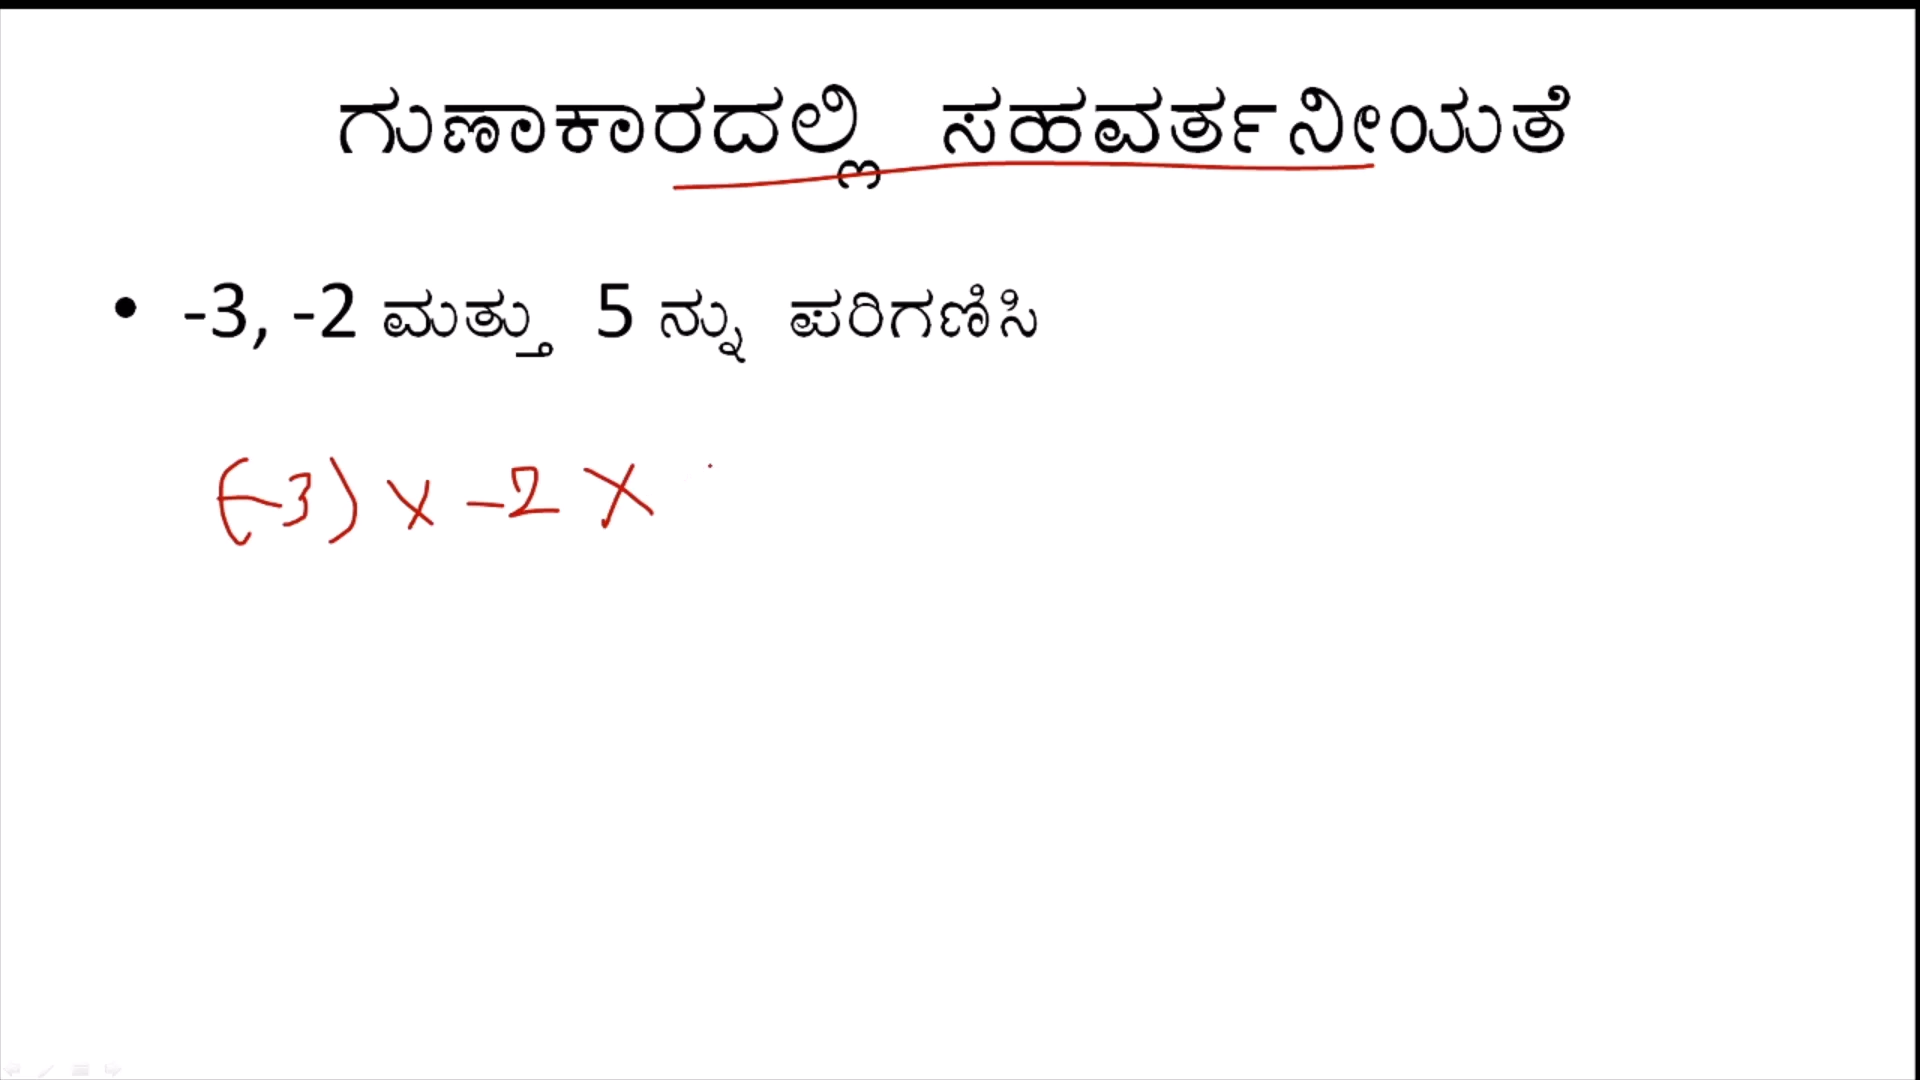 ಗುಣಾಕಾರದಲ್ಲಿ ಸಹವರ್ತನೀಯತೆ
• -3, -2 ಮತ್ತು 5 ನ್ನು ಪರಿಗಣಿಸಿ
(-3) x -2 x